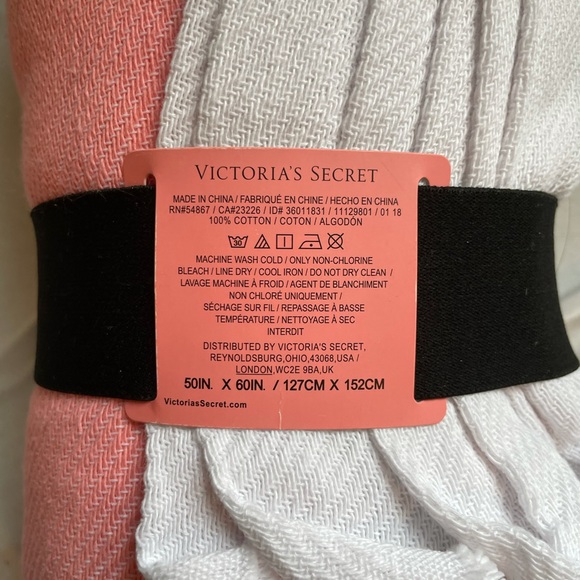 VICTORIA'S SECRET
MADE IN CHINA / FABRIQUÉ EN CHINE / HECHO EN CHINA
RN#54867 / CA#23226 / ID# 36011831 / 11129801 / 01 18
100% COTTON / COTON / ALGODÓN
30
MACHINE WASH COLD / ONLY NON-CHLORINE
BLEACH / LINE DRY / COOL IRON / DO NOT DRY CLEAN /
LAVAGE MACHINE À FROID / AGENT DE BLANCHIMENT
NON CHLORÉ UNIQUEMENT /
SÉCHAGE SUR FIL / REPASSAGE À BASSE
TEMPÉRATURE / NETTOYAGE À SEC
INTERDIT
DISTRIBUTED BY VICTORIA'S SECRET,
REYNOLDSBURG,OHIO,43068,USA /
LONDON,WC2E 9BA,UK
50IN. X 60IN. / 127CM X 152CM
VictoriasSecret.com